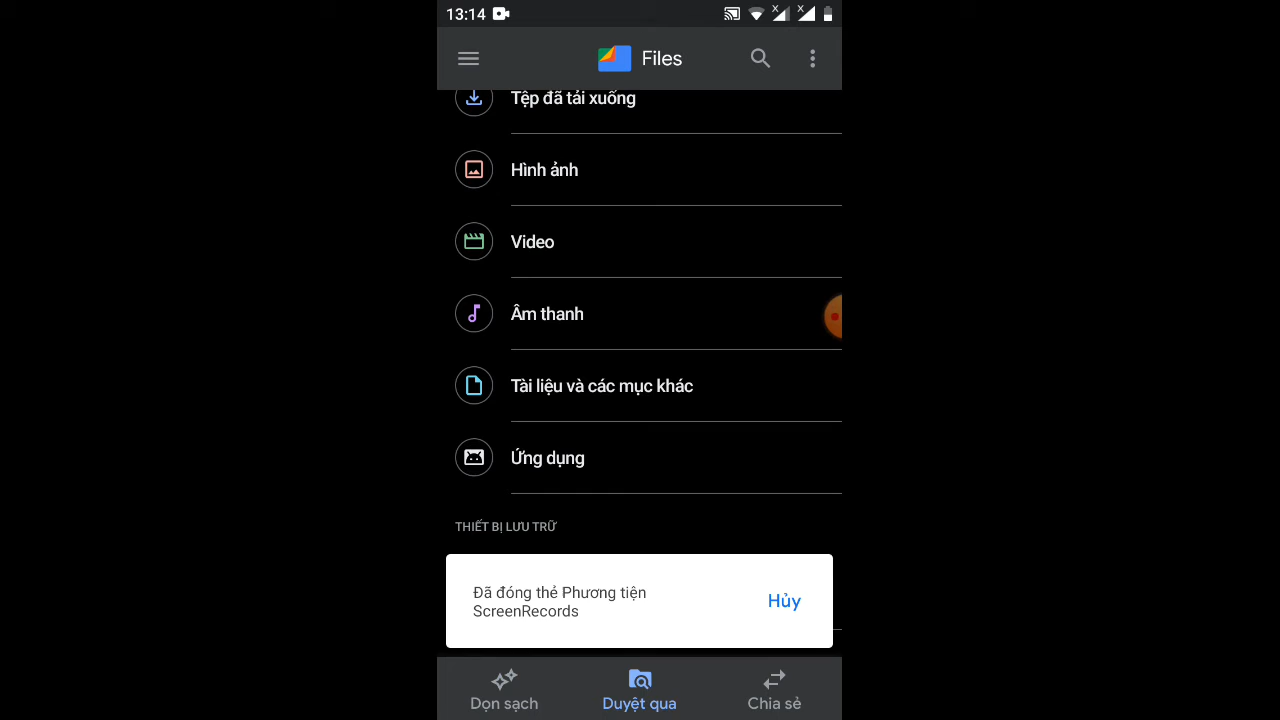 13:14
Files
Tệp đã tải xuống
Hình ảnh
Video
Âm thanh
Tài liệu và các mục khác
Ứng dụng
THIẾT BỊ LƯU TRỮ
Đã đóng thẻ Phương tiện
ScreenRecords
Hủy
Dọn sạch
Duyệt qua
Chia sẻ